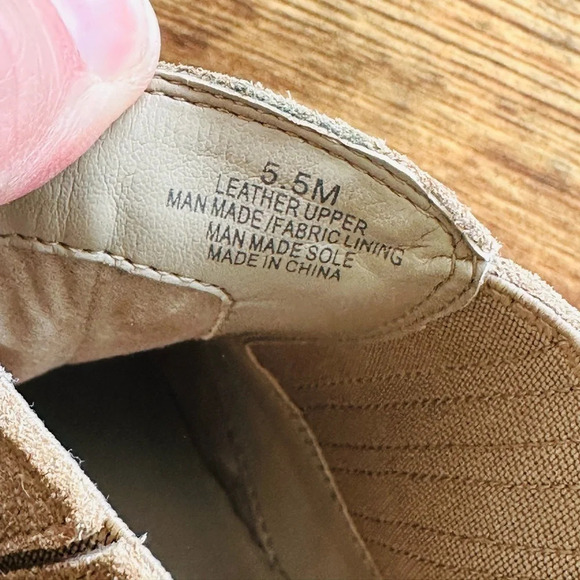 5.5M
LEATHER UPPER
MAN MADE/FABRIC LINING
MAN MADE SOLE
MADE IN CHINA